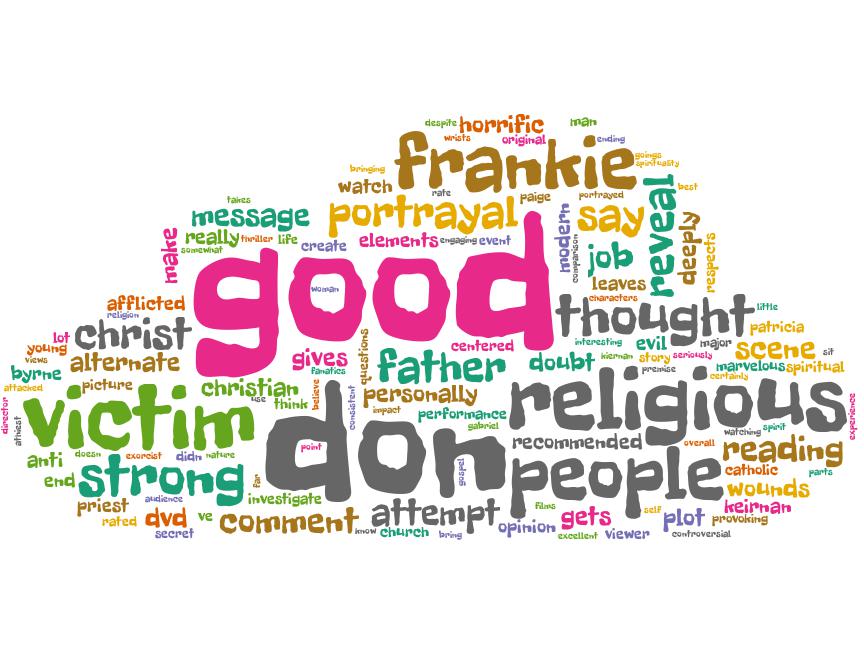 despite horrific man
wrists original ending
frankie goings
spirituality
bringing
watch rate paige portrayed best
takes
message portrayal say reveal
make really thriller life create elements engaging event modern comparison job deeply respects
somewhat
good
woman
leaves
characters
afflicted
religion
thought little
christ
lot
young
views
alternate gives fanatics questions centered interesting evil major patricia
father doubt kiernan story seriously scene sit
premise marvelous spiritual
certainly
byrne
attacked
picture christian believe personally
use think consistent impact
director
athiest
victim don performance religious experience
gabriel
watching spirit
point recommended overall reading
anti doesn exorcist didn nature
end strong far gospel people catholic parts
wounds
audience investigate
priest films self keirnan
rated dvd ve comment attempt gets plot provoking
secret know church bring opinion excellent viewer controversial